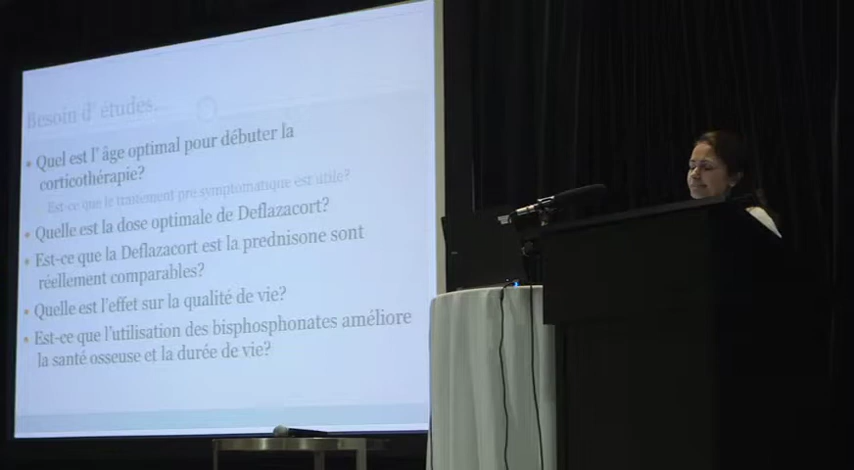 Besoin d' études...
• Quel est l' âge optimal pour débuter la
corticothérapie?
Est-ce que le traitement pre symptomatique est utile?
• Quelle est la dose optimale de Deflazacort?
• Est-ce que la Deflazacort est la prednisone sont
réellement comparables?
• Quelle est l'effet sur la qualité de vie?
• Est-ce que l'utilisation des bisphosphonates améliore
la santé osseuse et la durée de vie?